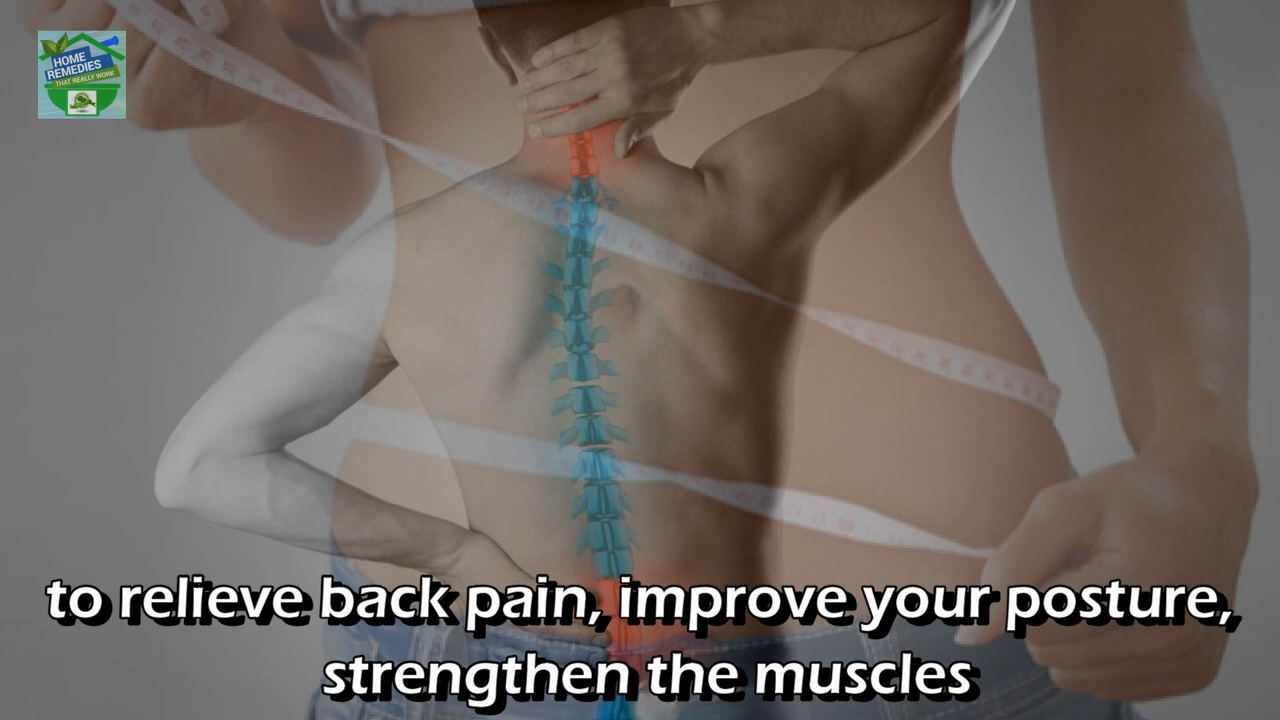 HOME
REMEDIES
THAT REALLY WORK
to relieve back pain, improve your posture,
strengthen the muscles